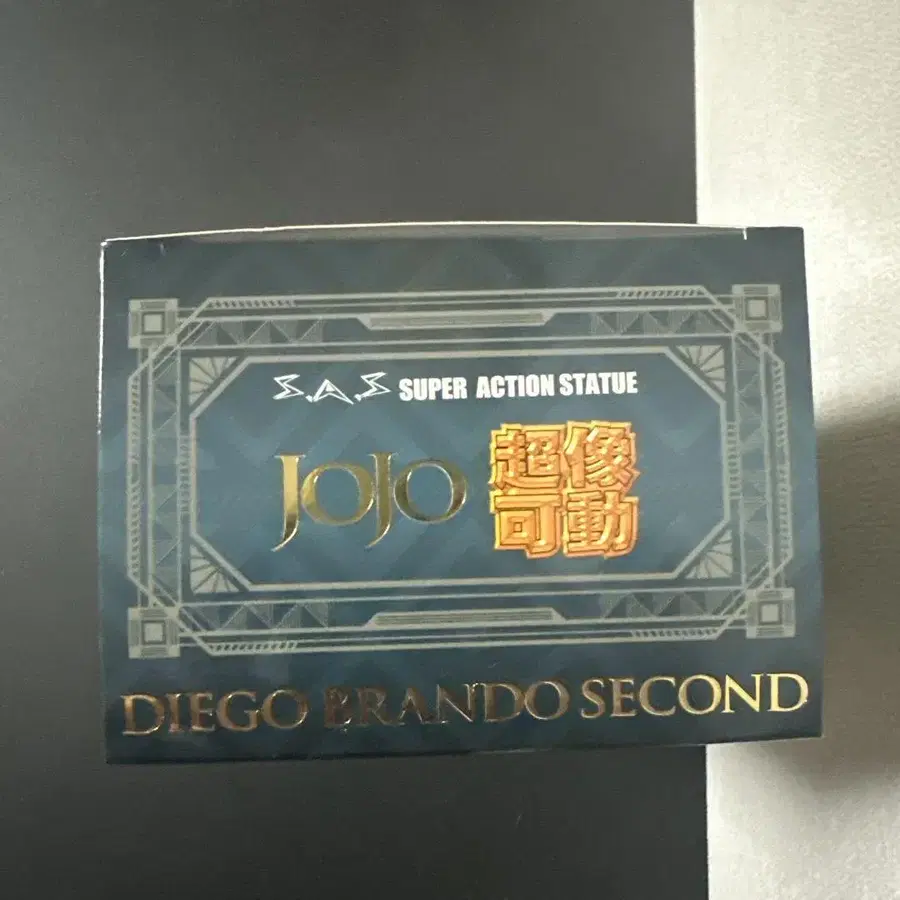 S.A.S SUPER ACTION STATUE
JOJO 超像
可動
DIEGO BRANDO SECOND